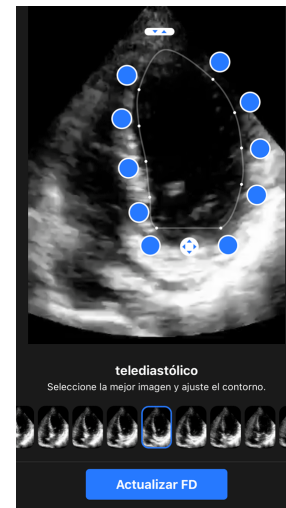 telediastólico
Seleccione la mejor imagen y ajuste el contorno.
Actualizar FD